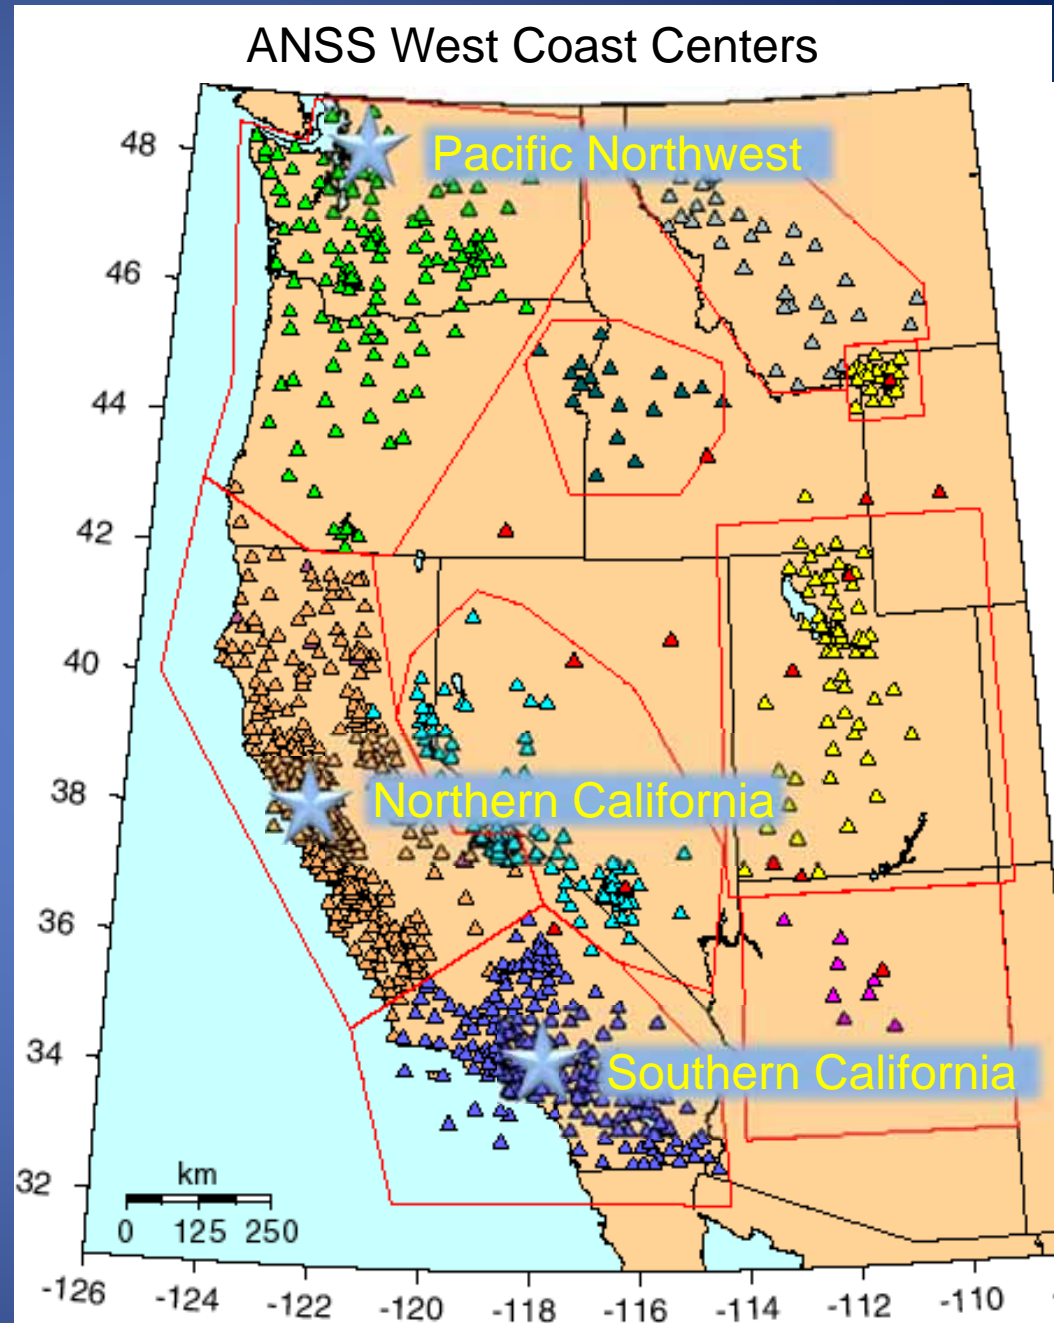 ANSS West Coast Centers
48
Pacific Northwest
46
44
42
40
38
Northern California
36
34
Southern California
32
km
0 125 250
-126 -124 -122 -120 -118 -116 -114 -112 -110